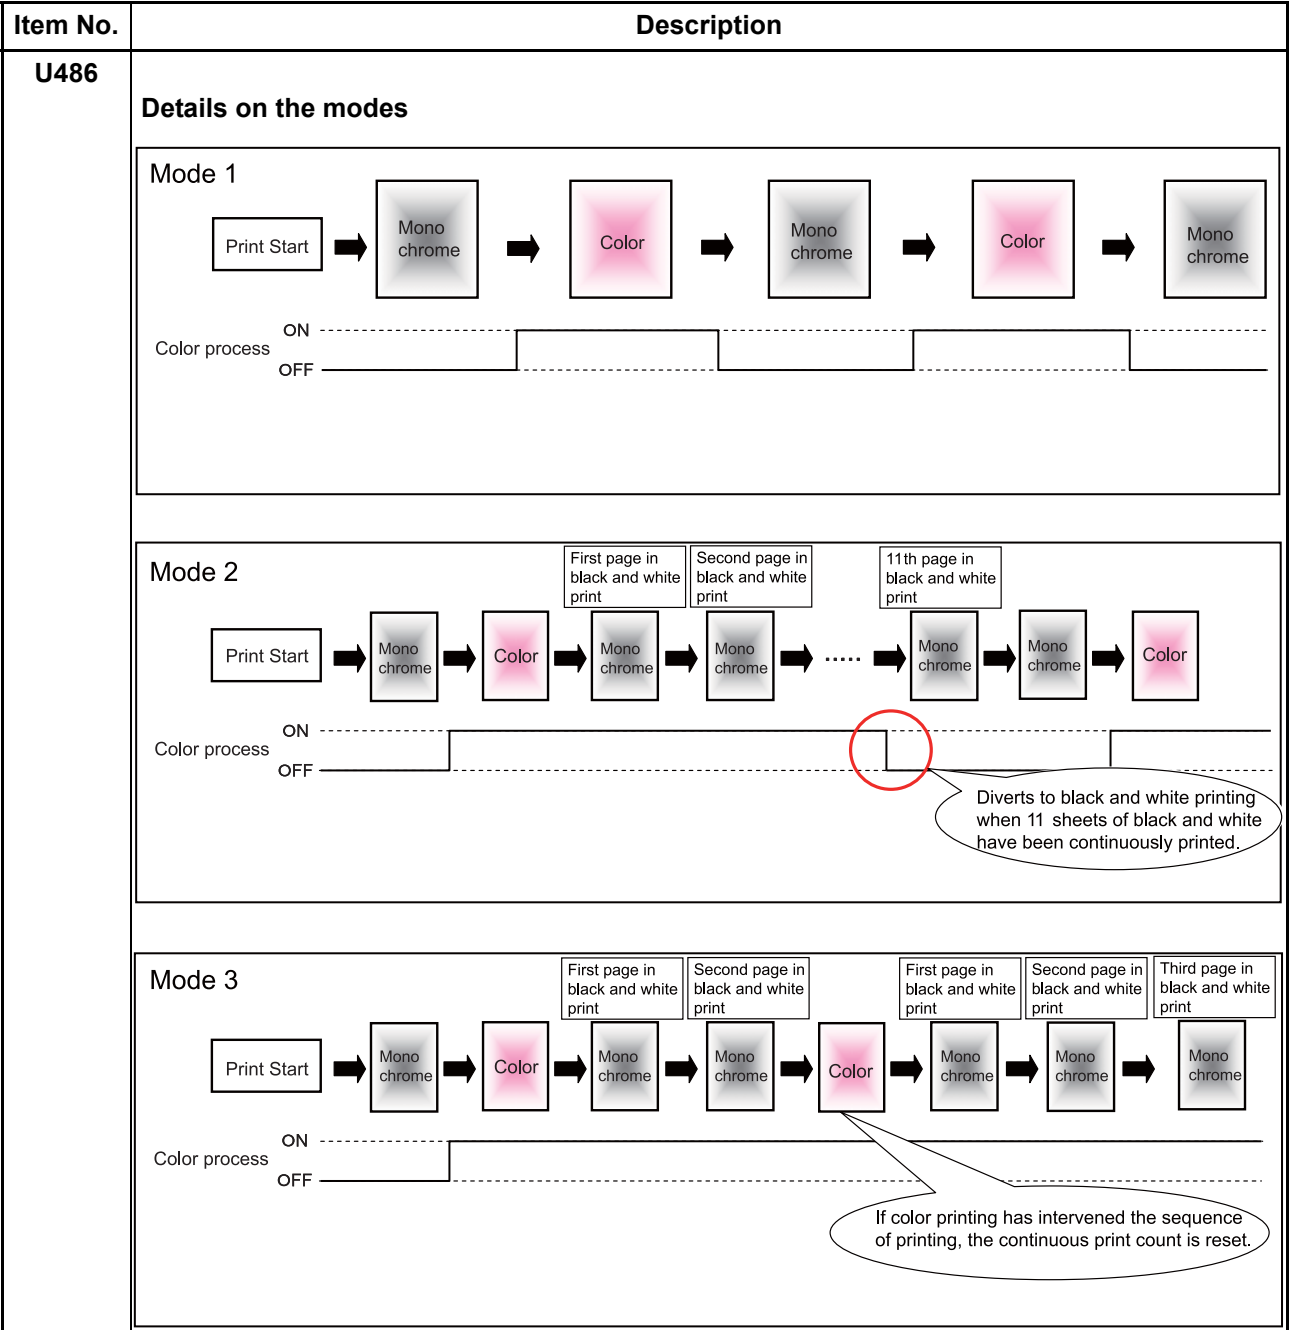 Item No.
Description
U486
Details on the modes
Mode 1
Print Start
Mono
chrome
Color
Mono
chrome
Color
Mono
chrome
Color process
ON
OFF
Mode 2
First page in
black and white
print
Second page in
black and white
print
11th page in
black and white
print
Print Start
Mono
chrome
Color
Mono
chrome
Mono
chrome
.....
Mono
chrome
Mono
chrome
Color
Color process
ON
OFF
Diverts to black and white printing
when 11 sheets of black and white
have been continuously printed.
Mode 3
First page in
black and white
print
Second page in
black and white
print
First page in
black and white
print
Second page in
black and white
print
Third page in
black and white
print
Print Start
Mono
chrome
Color
Mono
chrome
Mono
chrome
Color
Mono
chrome
Mono
chrome
Mono
chrome
Color process
ON
OFF
If color printing has intervened the sequence
of printing, the continuous print count is reset.